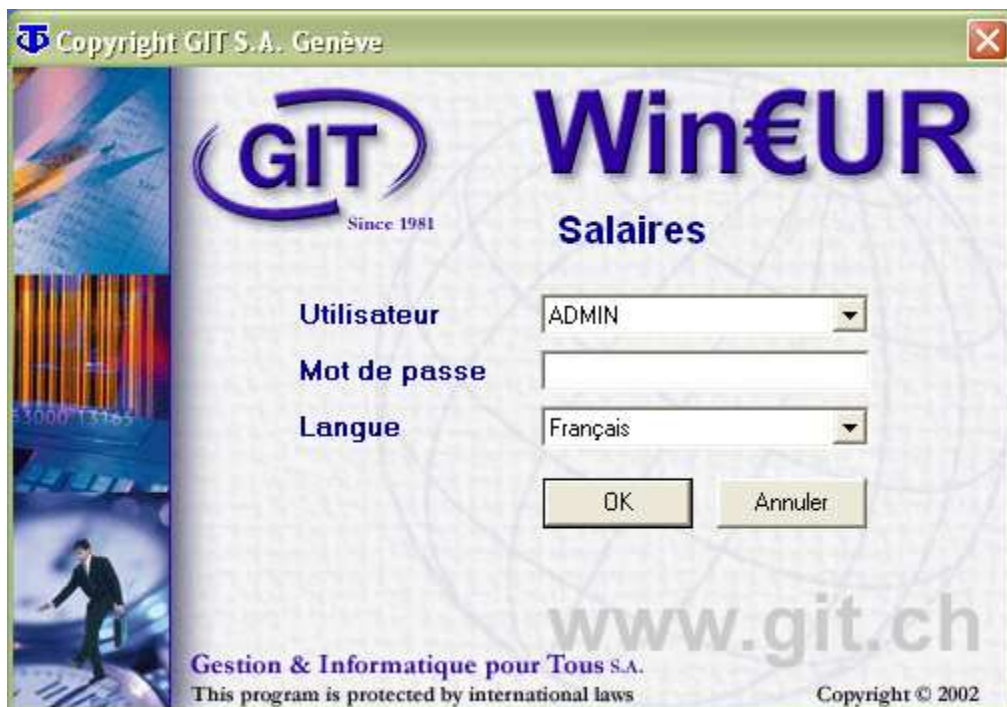 Copyright GIT S.A. Genève
GIT
Since 1981
Win€UR
Salaires
Utilisateur
ADMIN
Mot de passe
Langue
Français
OK
Annuler
www.git.ch
Gestion & Informatique pour Tous S.A.
This program is protected by international laws
Copyright © 2002